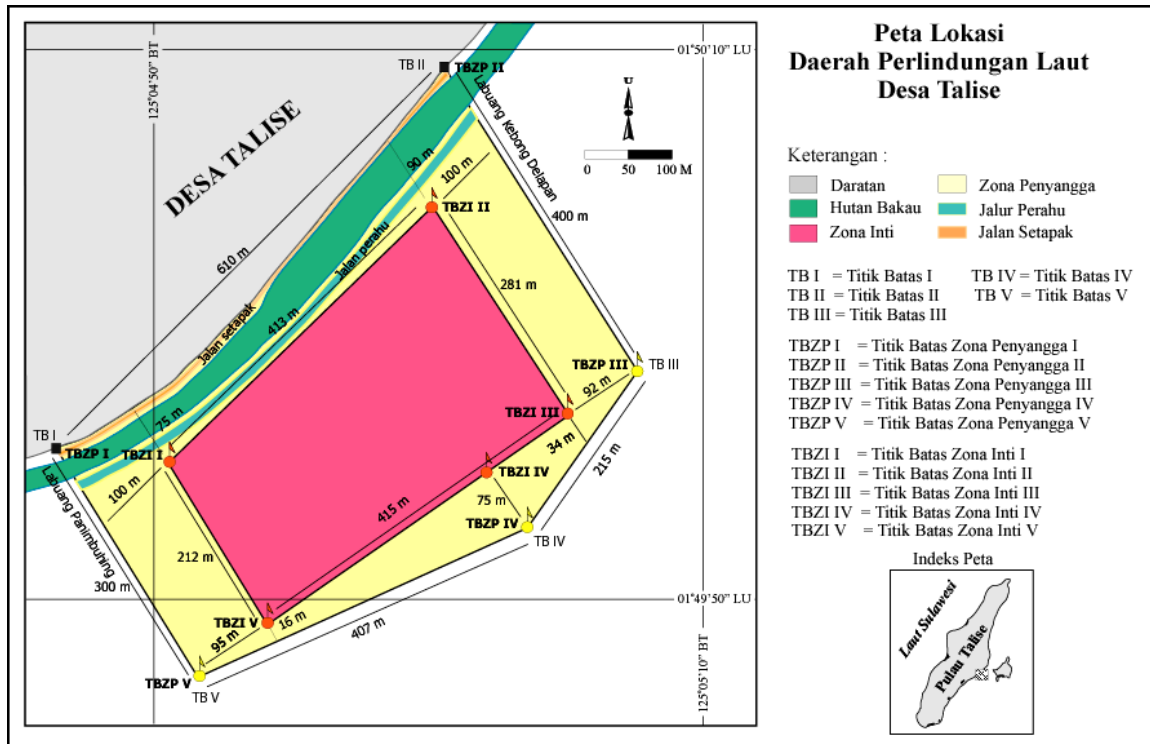 Peta Lokasi
Daerah Perlindungan Laut
Desa Talise
125°04'50" BT
01°50'10" LU
TB II
TBZP II
U
0 50 100 M
DESA TALISE
Labuang Kebong Delapan
90 m
100 m
TBZI II
400 m
610 m
Jalan perahu
281 m
413 m
Jalan setapak
TBZP III
TB III
92 m
TBZI III
75 m
TB I
TBZP I
TBZI I
34 m
215 m
TBZI IV
100 m
415 m
75 m
TBZP IV
TB IV
Labuang Panimbuhing
212 m
300 m
01°49'50" LU
TBZI V
16 m
407 m
95 m
TBZP V
TB V
125°05'10" BT
Keterangan :
Daratan
Zona Penyangga
Hutan Bakau
Jalur Perahu
Zona Inti
Jalan Setapak
TB I = Titik Batas I TB IV = Titik Batas IV
TB II = Titik Batas II TB V = Titik Batas V
TB III = Titik Batas III
TBZP I = Titik Batas Zona Penyangga I
TBZP II = Titik Batas Zona Penyangga II
TBZP III = Titik Batas Zona Penyangga III
TBZP IV = Titik Batas Zona Penyangga IV
TBZP V = Titik Batas Zona Penyangga V
TBZI I = Titik Batas Zona Inti I
TBZI II = Titik Batas Zona Inti II
TBZI III = Titik Batas Zona Inti III
TBZI IV = Titik Batas Zona Inti IV
TBZI V = Titik Batas Zona Inti V
Indeks Peta
Laut Sulawesi
Pulau Talise